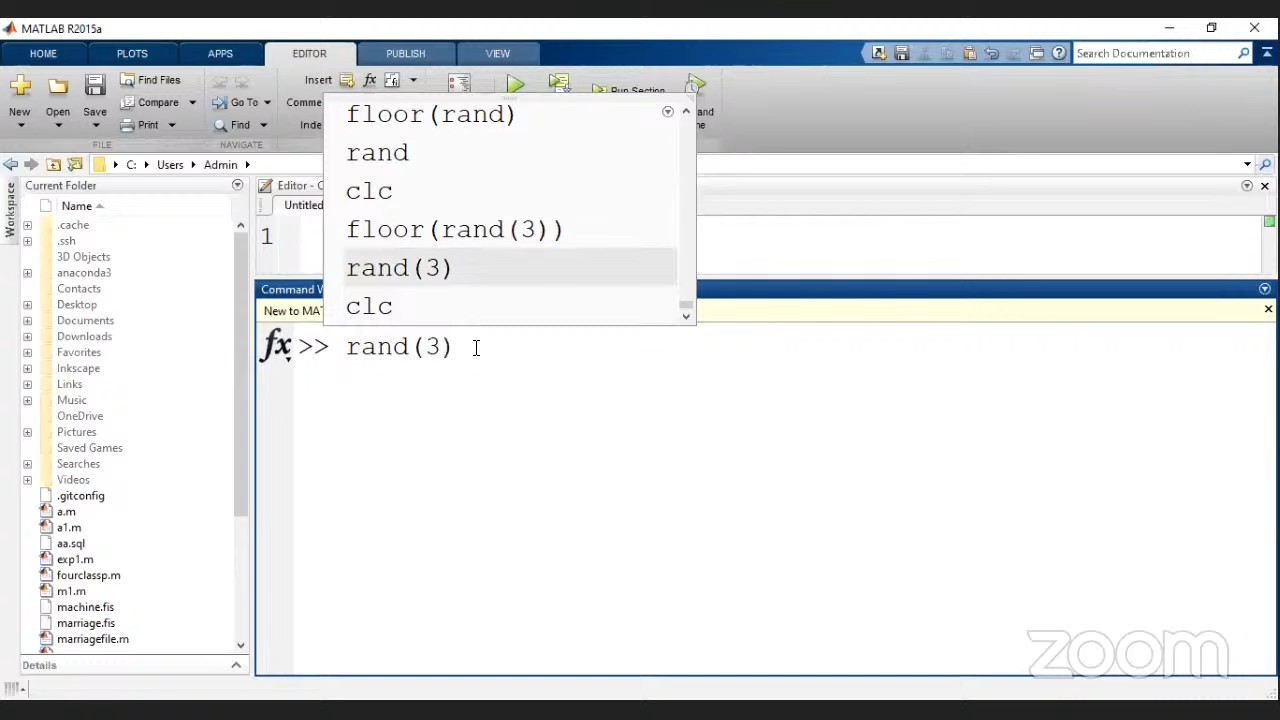 MATLAB R2015a
HOME PLOTS APPS EDITOR PUBLISH VIEW
Search Documentation
New Open Save
Find Files
Compare
Print
FILE
Go To
Find
NAVIGATE
Insert
fx
Comme
Inde
Run Section
and
me
C: Users Admin
Workspace
Current Folder
Name
.cache
.ssh
3D Objects
anaconda3
Contacts
Desktop
Documents
Downloads
Favorites
Inkscape
Links
Music
OneDrive
Pictures
Saved Games
Searches
Videos
.gitconfig
a.m
a1.m
aa.sql
exp1.m
fourclassp.m
m1.m
machine.fis
marriage.fis
marriagefile.m
Details
Editor - C
Untitled
1
floor(rand)
rand
clc
floor(rand(3))
rand(3)
clc
Command W
New to MAT
fx >> rand(3)
zoom